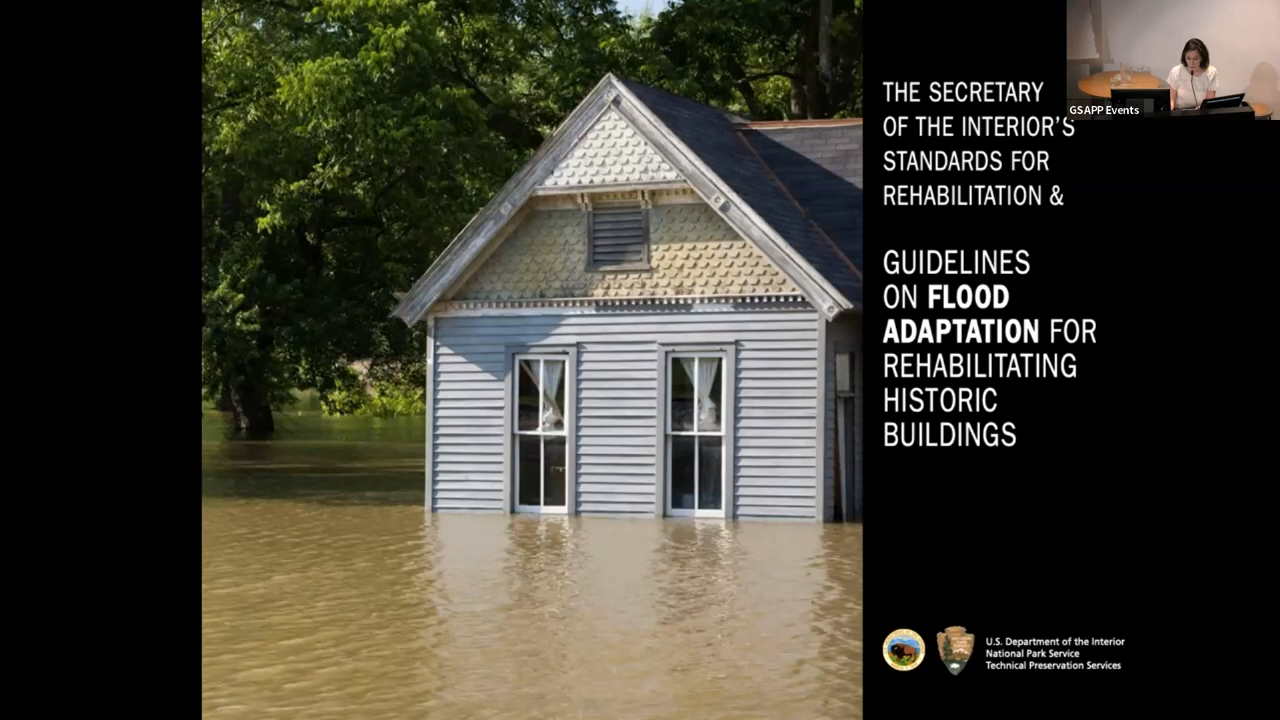 THE SECRETARY
OF THE INTERIOR'S
STANDARDS FOR
REHABILITATION &
GUIDELINES
ON FLOOD
ADAPTATION FOR
REHABILITATING
HISTORIC
BUILDINGS
GSAPP Events
U.S. Department of the Interior
National Park Service
Technical Preservation Services